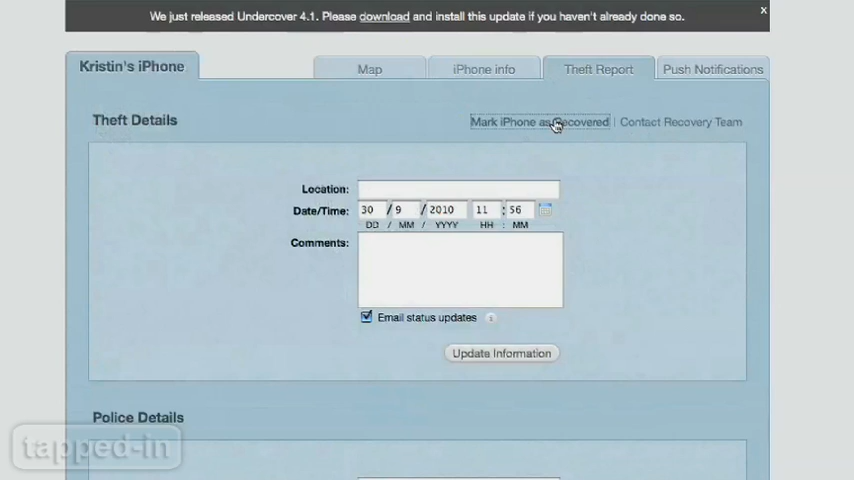 We just released Undercover 4.1. Please download and install this update if you haven't already done so.
x
Kristin's iPhone
Map
iPhone info
Theft Report
Push Notifications
Theft Details
Mark iPhone as Recovered | Contact Recovery Team
Location:
Date/Time: 30 / 9 / 2010 11 : 56
DD / MM / YYYY HH : MM
Comments:
Email status updates
Update Information
Police Details
tapped-in